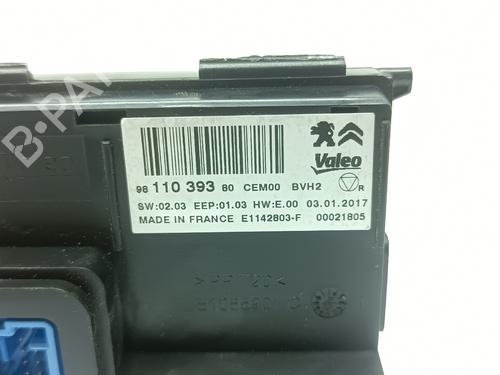 B-PARTS
Valeo
98 110 393 80 CEM00 BVH2 R
SW:02.03 EEP:01.03 HW:E.00 03.01.2017
MADE IN FRANCE E1142803-F 00021805